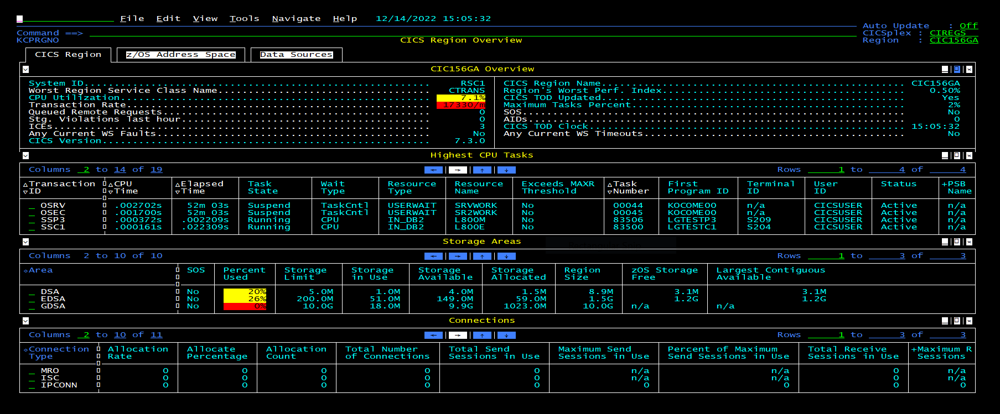 File Edit View Tools Navigate Help 12/14/2022 15:05:32
Auto Update : Off
Command ==> CICSplex : CIREGS
KCPRGNO CICS Region Overview Region : CIC156GA
CICS Region z/OS Address Space Data Sources
CIC156GA Overview
System ID......................................................... RSC1 CICS Region Name.................................................. CIC156GA
Worst Region Service Class Name................................... CTRANS Region's Worst Perf. Index........................................ 0.50%
CPU Utilization................................................... 7.1% CICS TOD Updated.................................................. Yes
Transaction Rate.................................................. 17330/m Maximum Tasks Percent............................................. 2%
Queued Remote Requests............................................ 0 SOS............................................................... No
Stg. Violations last hour......................................... 0 AIDs.............................................................. 0
ICEs.............................................................. 3 CICS TOD Clock.................................................... 15:05:32
Any Current WS Faults............................................. No Any Current WS Timeouts........................................... No
CICS Version...................................................... 7.3.0
Highest CPU Tasks
Columns 2 to 14 of 19 ← → ↑ ↓ Rows 1 to 4 of 4
△Transaction △CPU △Elapsed Task Wait Resource Resource Exceeds MAXR △Task First Terminal User Status +PSB
▽ID ▽Time ▽Time State Type Type Name Threshold ▽Number Program ID ID ID Name
_ OSRV .002702s 52m 03s Suspend TaskCntl USERWAIT SRVWORK No 00044 KOCOME00 n/a CICSUSER Active n/a
_ OSEC .001700s 52m 03s Suspend TaskCntl USERWAIT SR2WORK No 00045 KOCOME00 n/a CICSUSER Active n/a
_ SSP3 .000372s .002209s Running CPU IN_DB2 L800M No 83506 LGTESTP3 S209 CICSUSER Active n/a
_ SSC1 .000161s .022309s Running CPU IN_DB2 L800E No 83500 LGTESTC1 S204 CICSUSER Active n/a
Storage Areas
Columns 2 to 10 of 10 ← → ↑ ↓ Rows 1 to 3 of 3
◇Area SOS Percent Storage Storage Storage Storage Region zOS Storage Largest Contiguous
Used Limit in Use Available Allocated Size Free Available
_ DSA No 20% 5.0M 1.0M 4.0M 1.5M 8.9M 3.1M 3.1M
_ EDSA No 26% 200.0M 51.0M 149.0M 59.0M 1.5G 1.2G 1.2G
_ GDSA No 0% 10.0G 18.0M 9.9G 1023.0M 10.0G n/a n/a
Connections
Columns 2 to 10 of 11 ← → ↑ ↓ Rows 1 to 3 of 3
◇Connection Allocation Allocate Allocation Total Number Total Send Maximum Send Percent of Maximum Total Receive +Maximum R
Type Rate Percentage Count of Connections Sessions in Use Sessions in Use Send Sessions in Use Sessions in Use Sessions
_ MRO 0 0 0 0 0 n/a n/a 0 n/a
_ ISC 0 0 0 0 0 n/a n/a 0 n/a
_ IPCONN 0 0 0 0 0 0 0 0 0